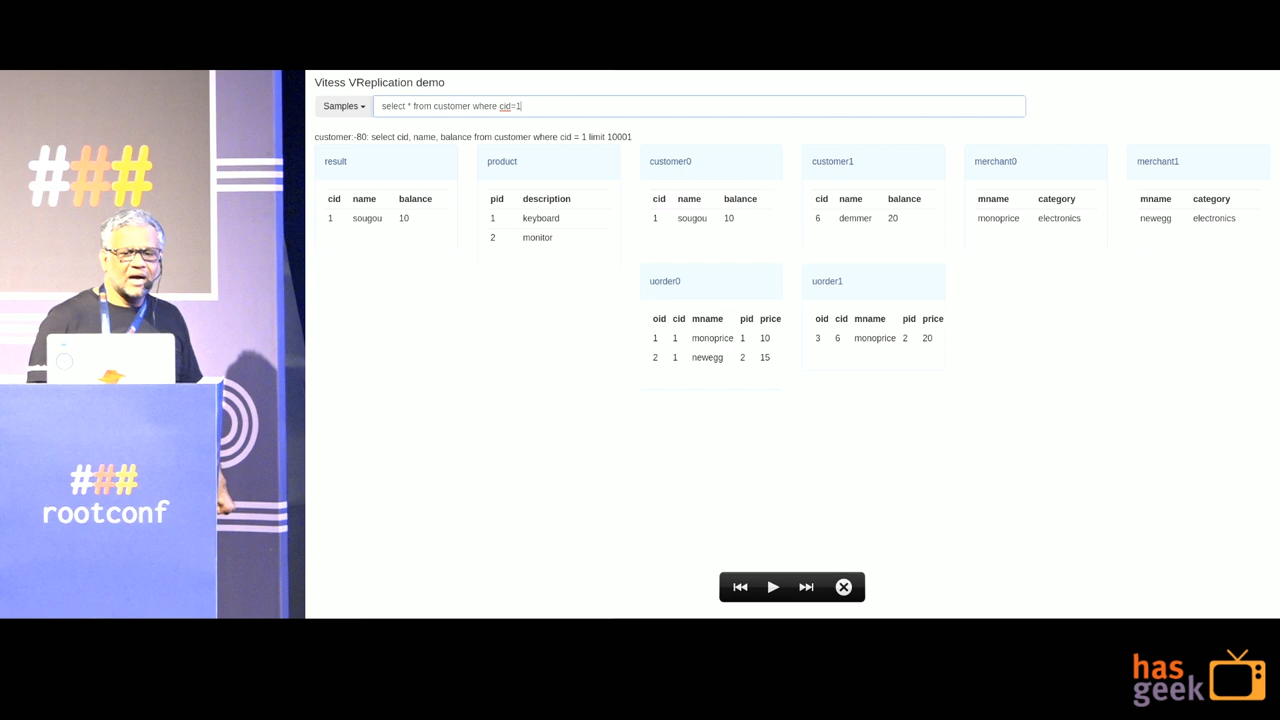 Vitess VReplication demo
Samples
select * from customer where cid=1
customer:-80: select cid, name, balance from customer where cid = 1 limit 10001
result
cid name balance
1 sougou 10
product
pid description
1 keyboard
2 monitor
customer0
cid name balance
1 sougou 10
customer1
cid name balance
6 demmer 20
merchant0
mname category
monoprice electronics
merchant1
mname category
newegg electronics
uorder0
oid cid mname pid price
1 1 monoprice 1 10
2 1 newegg 2 15
uorder1
oid cid mname pid price
3 6 monoprice 2 20
###
###
rootconf
has
geek